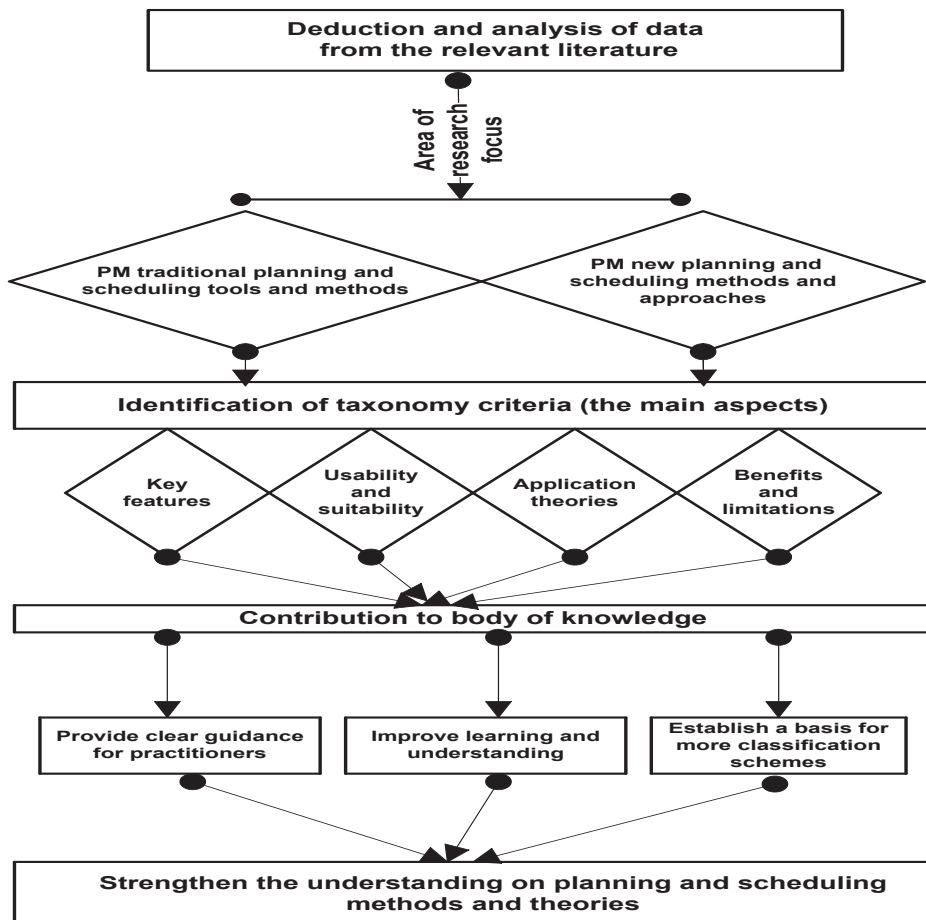 Deduction and analysis of data
from the relevant literature
Area of
research
focus
PM traditional planning and
scheduling tools and methods
PM new planning and
scheduling methods and
approaches
Identification of taxonomy criteria (the main aspects)
Key
features
Usability
and
suitability
Application
theories
Benefits
and
limitations
Contribution to body of knowledge
Provide clear guidance
for practitioners
Improve learning and
understanding
Establish a basis for
more classification
schemes
Strengthen the understanding on planning and scheduling
methods and theories